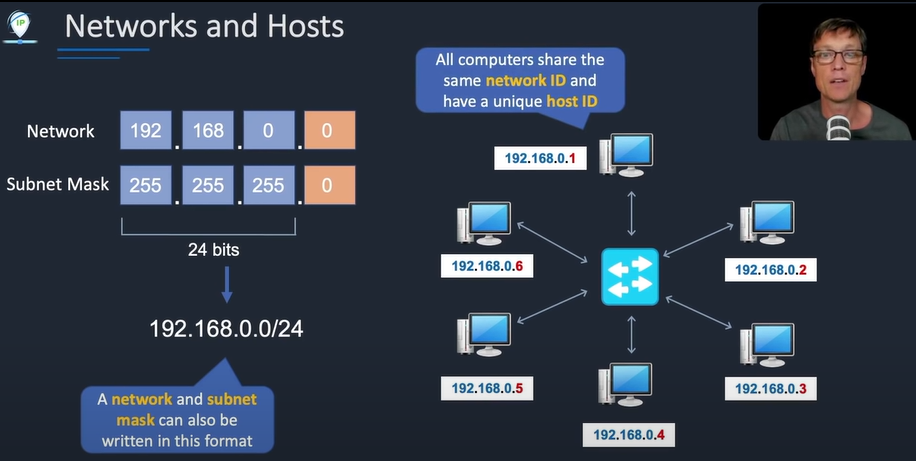 IP
Networks and Hosts
All computers share the
same network ID and
have a unique host ID
Network 192 . 168 . 0 . 0
Subnet Mask 255 . 255 . 255 . 0
24 bits
192.168.0.0/24
A network and subnet
mask can also be
written in this format
192.168.0.1
192.168.0.6
192.168.0.2
192.168.0.5
192.168.0.3
192.168.0.4